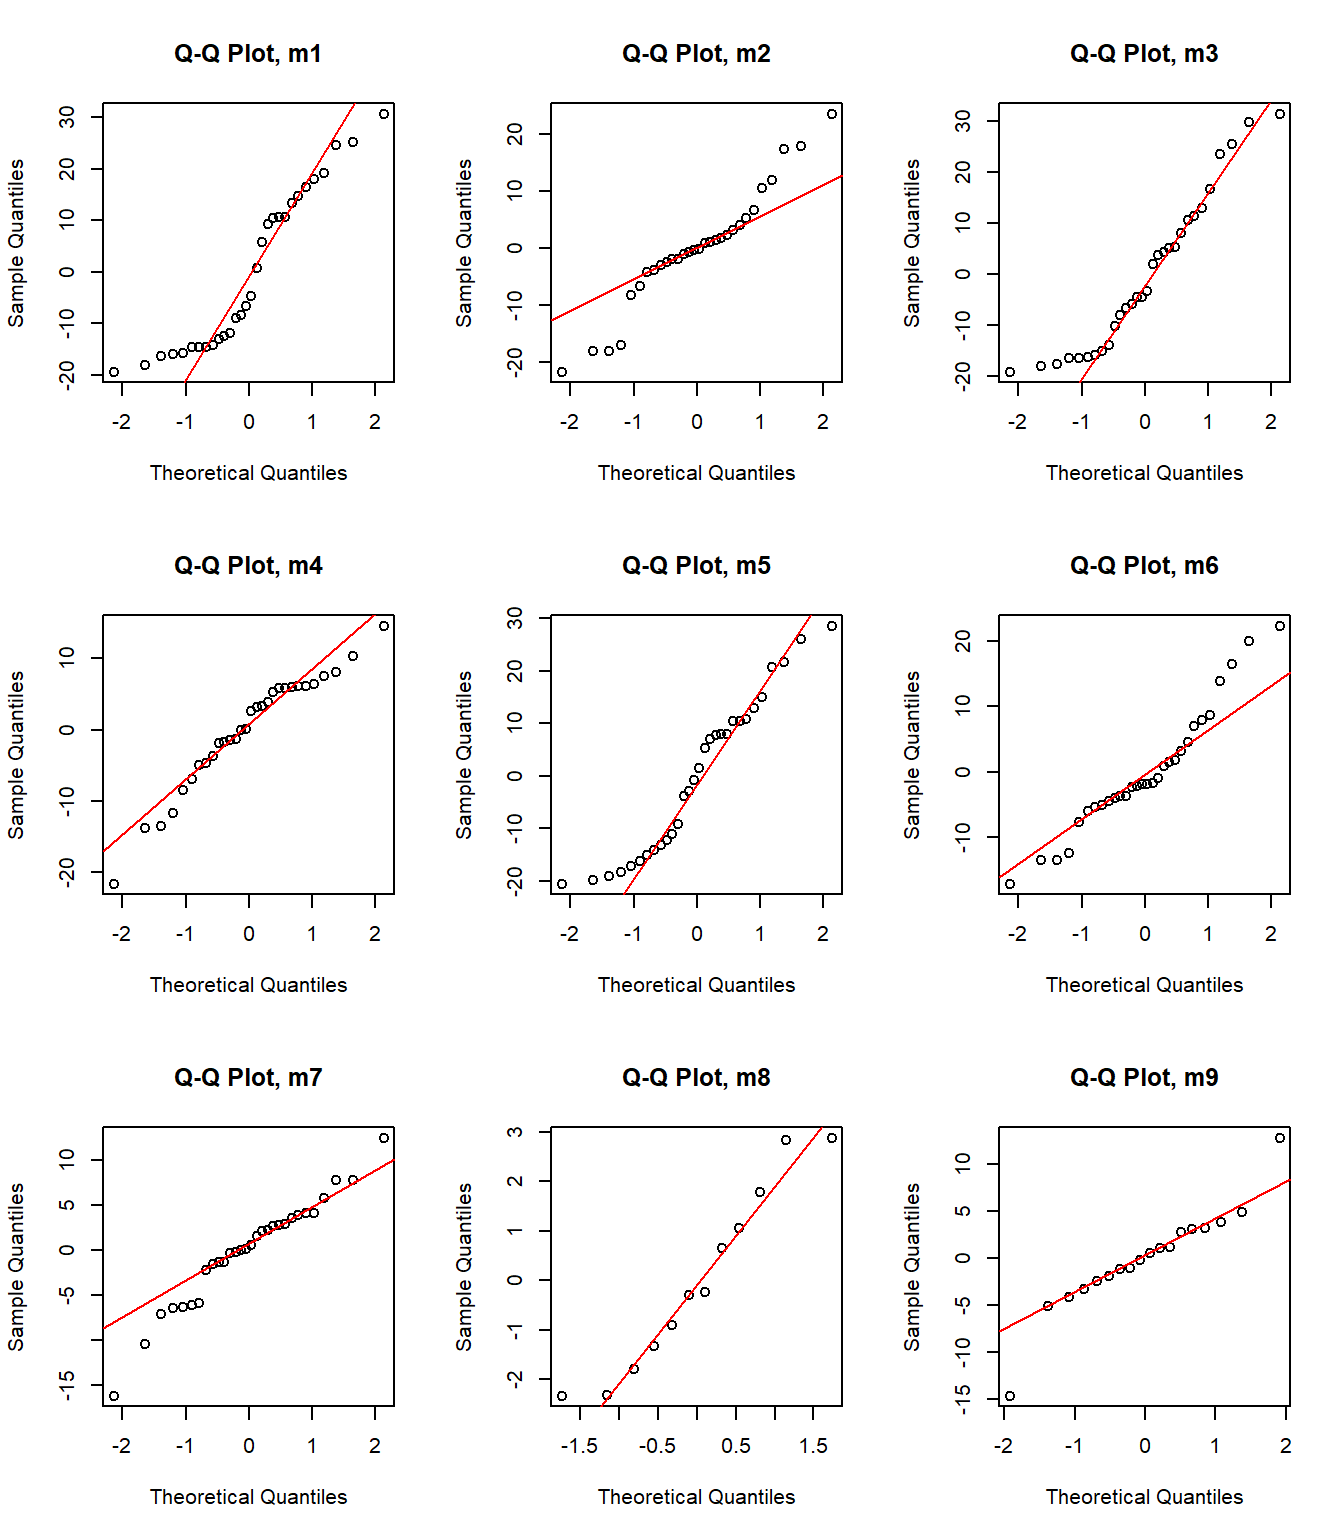 Q-Q Plot, m1
Q-Q Plot, m2
Q-Q Plot, m3
Sample Quantiles
30
20
10
0
-10
-20
-2 -1 0 1 2
Theoretical Quantiles
Sample Quantiles
20
10
0
-10
-20
-2 -1 0 1 2
Theoretical Quantiles
Sample Quantiles
30
20
10
0
-10
-20
-2 -1 0 1 2
Theoretical Quantiles
Q-Q Plot, m4
Q-Q Plot, m5
Q-Q Plot, m6
Sample Quantiles
10
0
-10
-20
-2 -1 0 1 2
Theoretical Quantiles
Sample Quantiles
30
20
10
0
-10
-20
-2 -1 0 1 2
Theoretical Quantiles
Sample Quantiles
20
10
0
-10
-2 -1 0 1 2
Theoretical Quantiles
Q-Q Plot, m7
Q-Q Plot, m8
Q-Q Plot, m9
Sample Quantiles
10
5
0
-5
-15
-2 -1 0 1 2
Theoretical Quantiles
Sample Quantiles
3
2
1
0
-1
-2
-1.5 -0.5 0.5 1.5
Theoretical Quantiles
Sample Quantiles
10
5
0
-5
-10
-15
-2 -1 0 1 2
Theoretical Quantiles